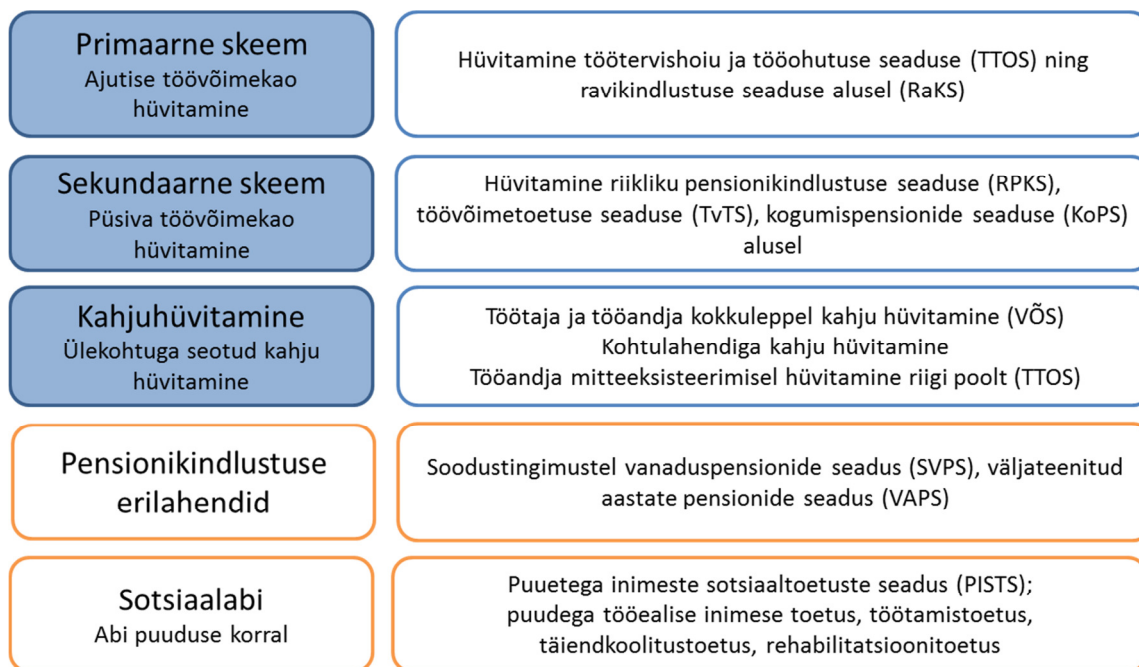 Primaarne skeem
Ajutise töövõimekao
hüvitamine
Hüvitamine töötervishoiu ja tööohutuse seaduse (TTOS) ning
ravikindlustuse seaduse alusel (RaKS)
Sekundaarne skeem
Püsiva töövõimekao
hüvitamine
Hüvitamine riikliku pensionikindlustuse seaduse (RPKS),
töövõimetoetuse seaduse (TvTS), kogumispensionide seaduse (KoPS)
alusel
Kahjuhüvitamine
Ülekohtuga seotud kahju
hüvitamine
Töötaja ja tööandja kokkuleppel kahju hüvitamine (VÕS)
Kohtulahendiga kahju hüvitamine
Tööandja mitteeksisteerimisel hüvitamine riigi poolt (TTOS)
Pensionikindlustuse
erilahendid
Soodustingimustel vanaduspensionide seadus (SVPS), väljateenitud
aastate pensionide seadus (VAPS)
Sotsiaalabi
Abi puuduse korral
Puuetega inimeste sotsiaaltoetuste seadus (PISTS);
puudega tööealise inimese toetus, töötamistoetus,
täiendkoolitustoetus, rehabilitatsioonitoetus